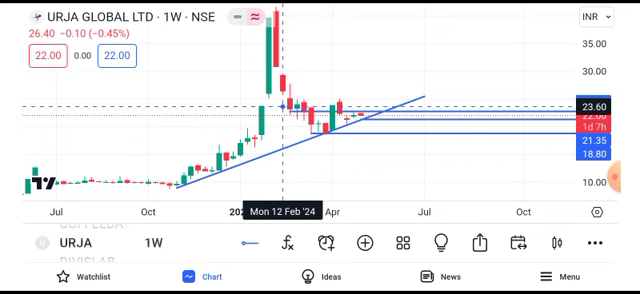 URJA GLOBAL LTD · 1W · NSE
INR
26.40 −0.10 (−0.45%)
22.00 0.00 22.00
35.00
30.00
23.60
22.00
1d 7h
21.35
18.80
10.00
Jul Oct Mon 12 Feb '24 Apr Jul Oct
URJA 1W
Watchlist Chart Ideas News Menu